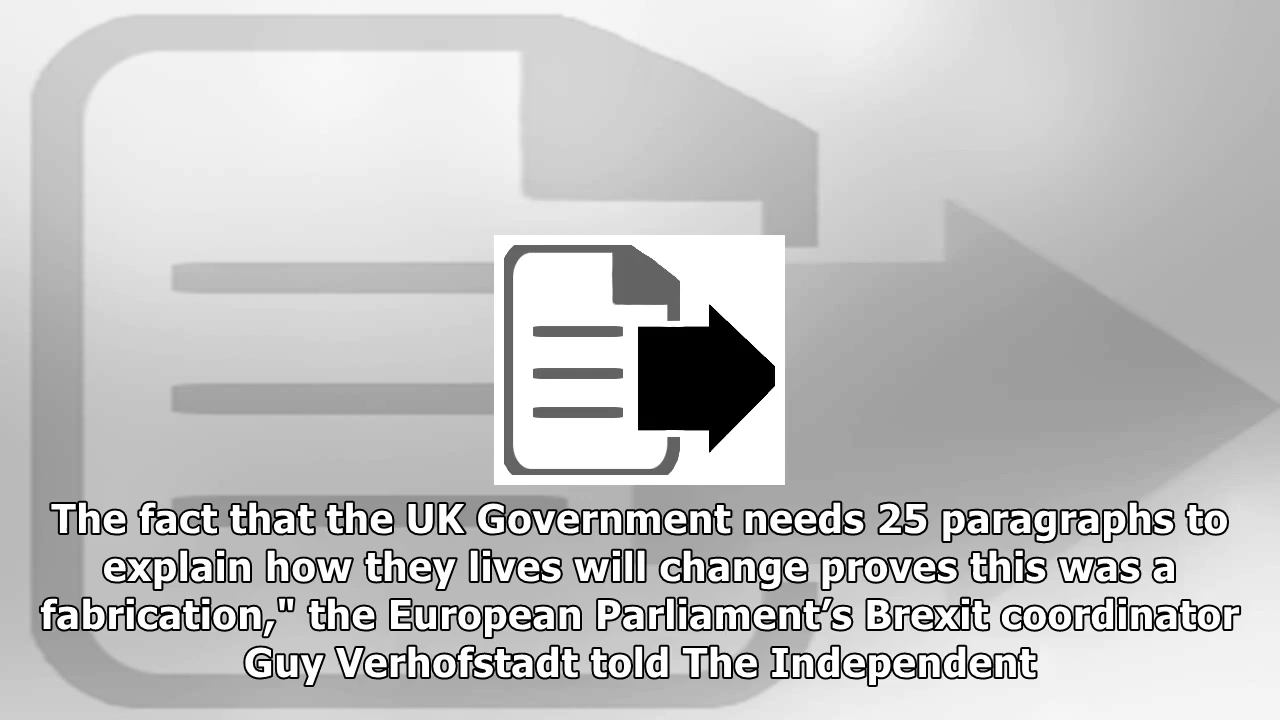 The fact that the UK Government needs 25 paragraphs to
explain how they lives will change proves this was a
fabrication," the European Parliament’s Brexit coordinator
Guy Verhofstadt told The Independent